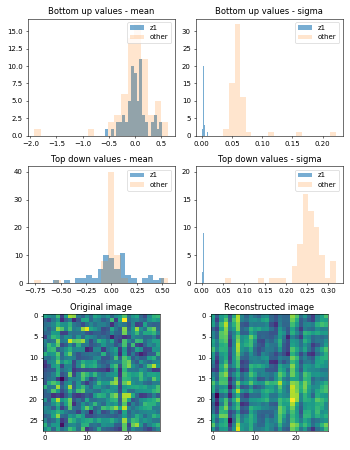 Bottom up values - mean
Bottom up values - sigma
17.5
15.0
12.5
10.0
7.5
5.0
2.5
0.0
z1
other
−2.0 −1.5 −1.0 −0.5 0.0 0.5
30
25
20
15
10
5
0
z1
other
0.00 0.05 0.10 0.15 0.20
Top down values - mean
Top down values - sigma
40
30
20
10
0
z1
other
−0.75 −0.50 −0.25 0.00 0.25 0.50
20
15
10
5
0
z1
other
0.00 0.05 0.10 0.15 0.20 0.25 0.30
Original image
Reconstructed image
0
5
10
15
20
25
0 10 20
0
5
10
15
20
25
0 10 20